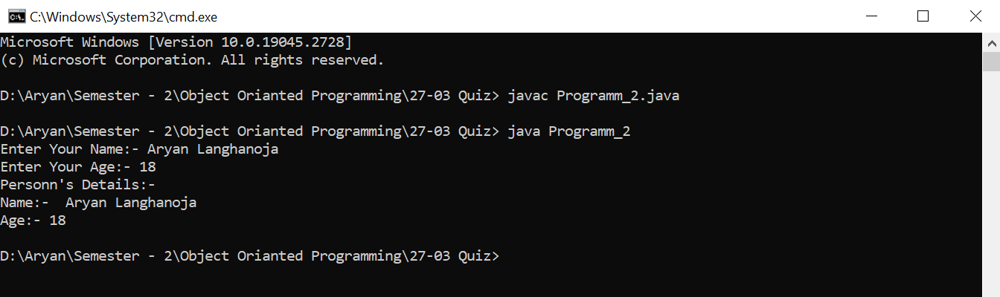 C:\Windows\System32\cmd.exe
Microsoft Windows [Version 10.0.19045.2728]
(c) Microsoft Corporation. All rights reserved.
D:\Aryan\Semester - 2\Object Orianted Programming\27-03 Quiz> javac Programm_2.java
D:\Aryan\Semester - 2\Object Orianted Programming\27-03 Quiz> java Programm_2
Enter Your Name:- Aryan Langhanoja
Enter Your Age:- 18
Personn's Details:-
Name:-  Aryan Langhanoja
Age:- 18
D:\Aryan\Semester - 2\Object Orianted Programming\27-03 Quiz>